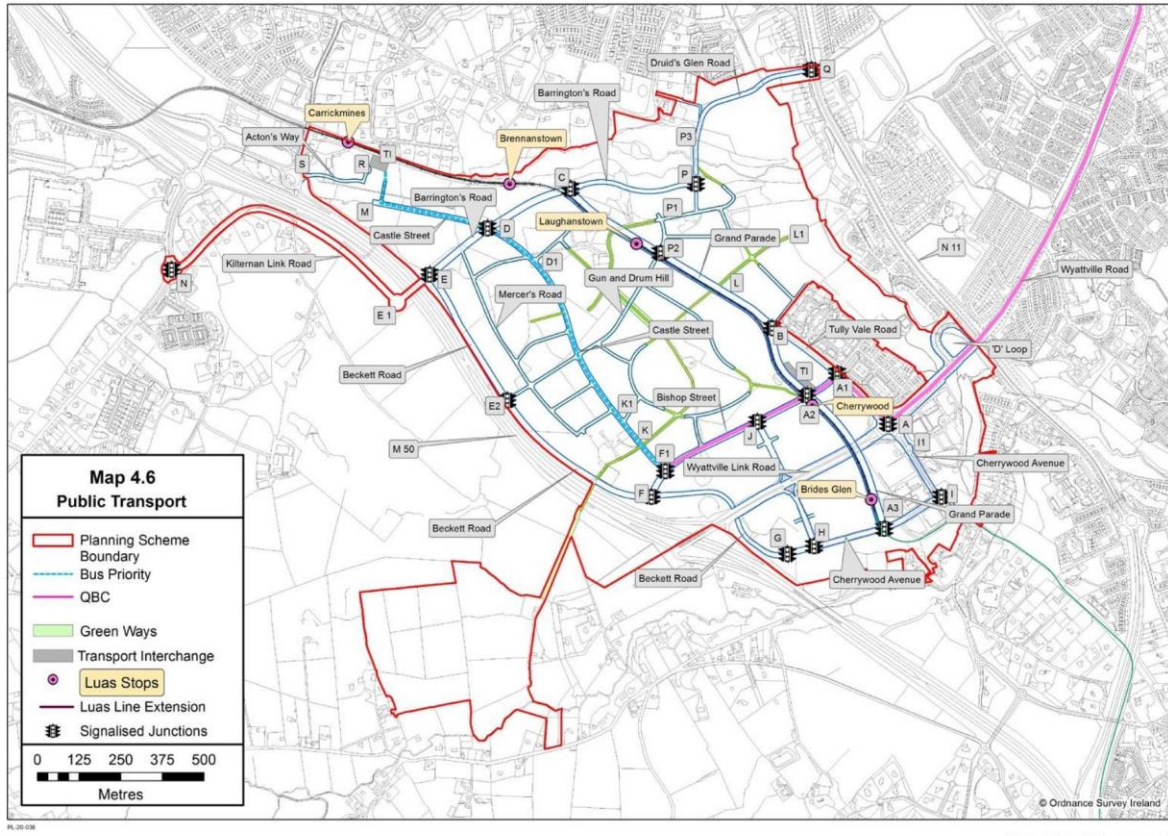 Druid's Glen Road
Q
Barrington's Road
Carrickmines
Acton's Way
Brennanstown
P3
TI
S
R
C
P
Barrington's Road
M
P1
Castle Street
D
Laughanstown
P2
Grand Parade
L1
N 11
Wyattville Road
Kilternan Link Road
N
D1
E
Gun and Drum Hill
L
E 1
Mercer's Road
B
Tully Vale Road
'D' Loop
Castle Street
Beckett Road
TI
A1
E2
K1
Bishop Street
A2
Cherrywood
A
K
J
I1
M 50
F1
Wyattville Link Road
Cherrywood Avenue
F
Brides Glen
I
Grand Parade
Beckett Road
A3
G
H
Beckett Road
Cherrywood Avenue
Map 4.6
Public Transport
Planning Scheme
Boundary
Bus Priority
QBC
Green Ways
Transport Interchange
Luas Stops
Luas Line Extension
Signalised Junctions
0 125 250 375 500
Metres
© Ordnance Survey Ireland
PL-20-036